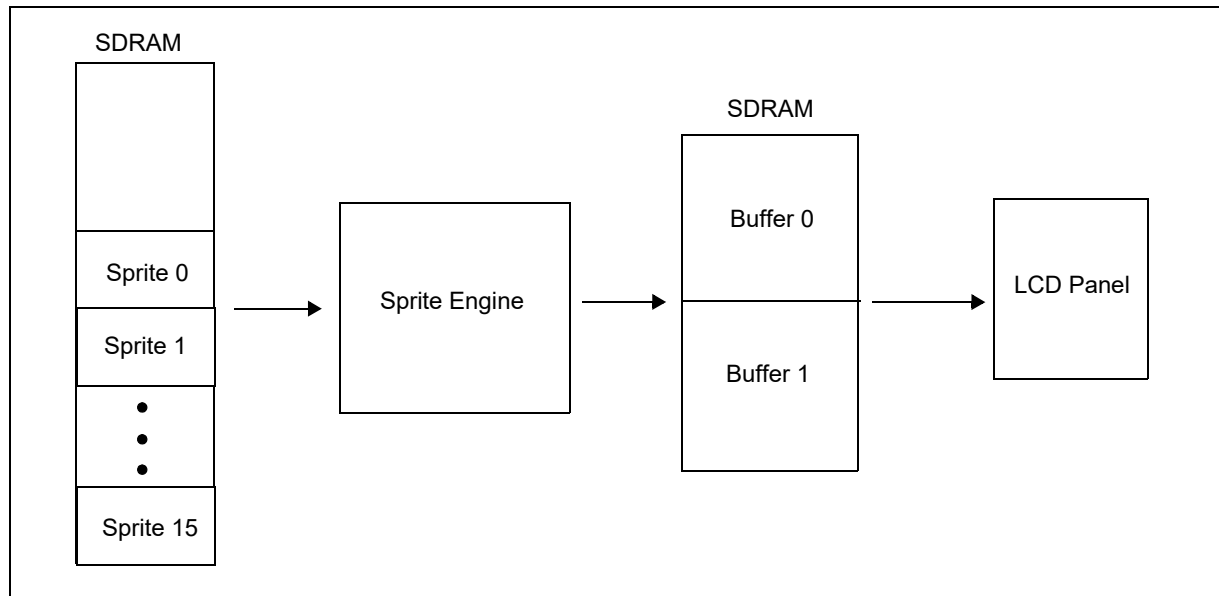 SDRAM
Sprite 0
Sprite 1
Sprite 15
Sprite Engine
SDRAM
Buffer 0
Buffer 1
LCD Panel